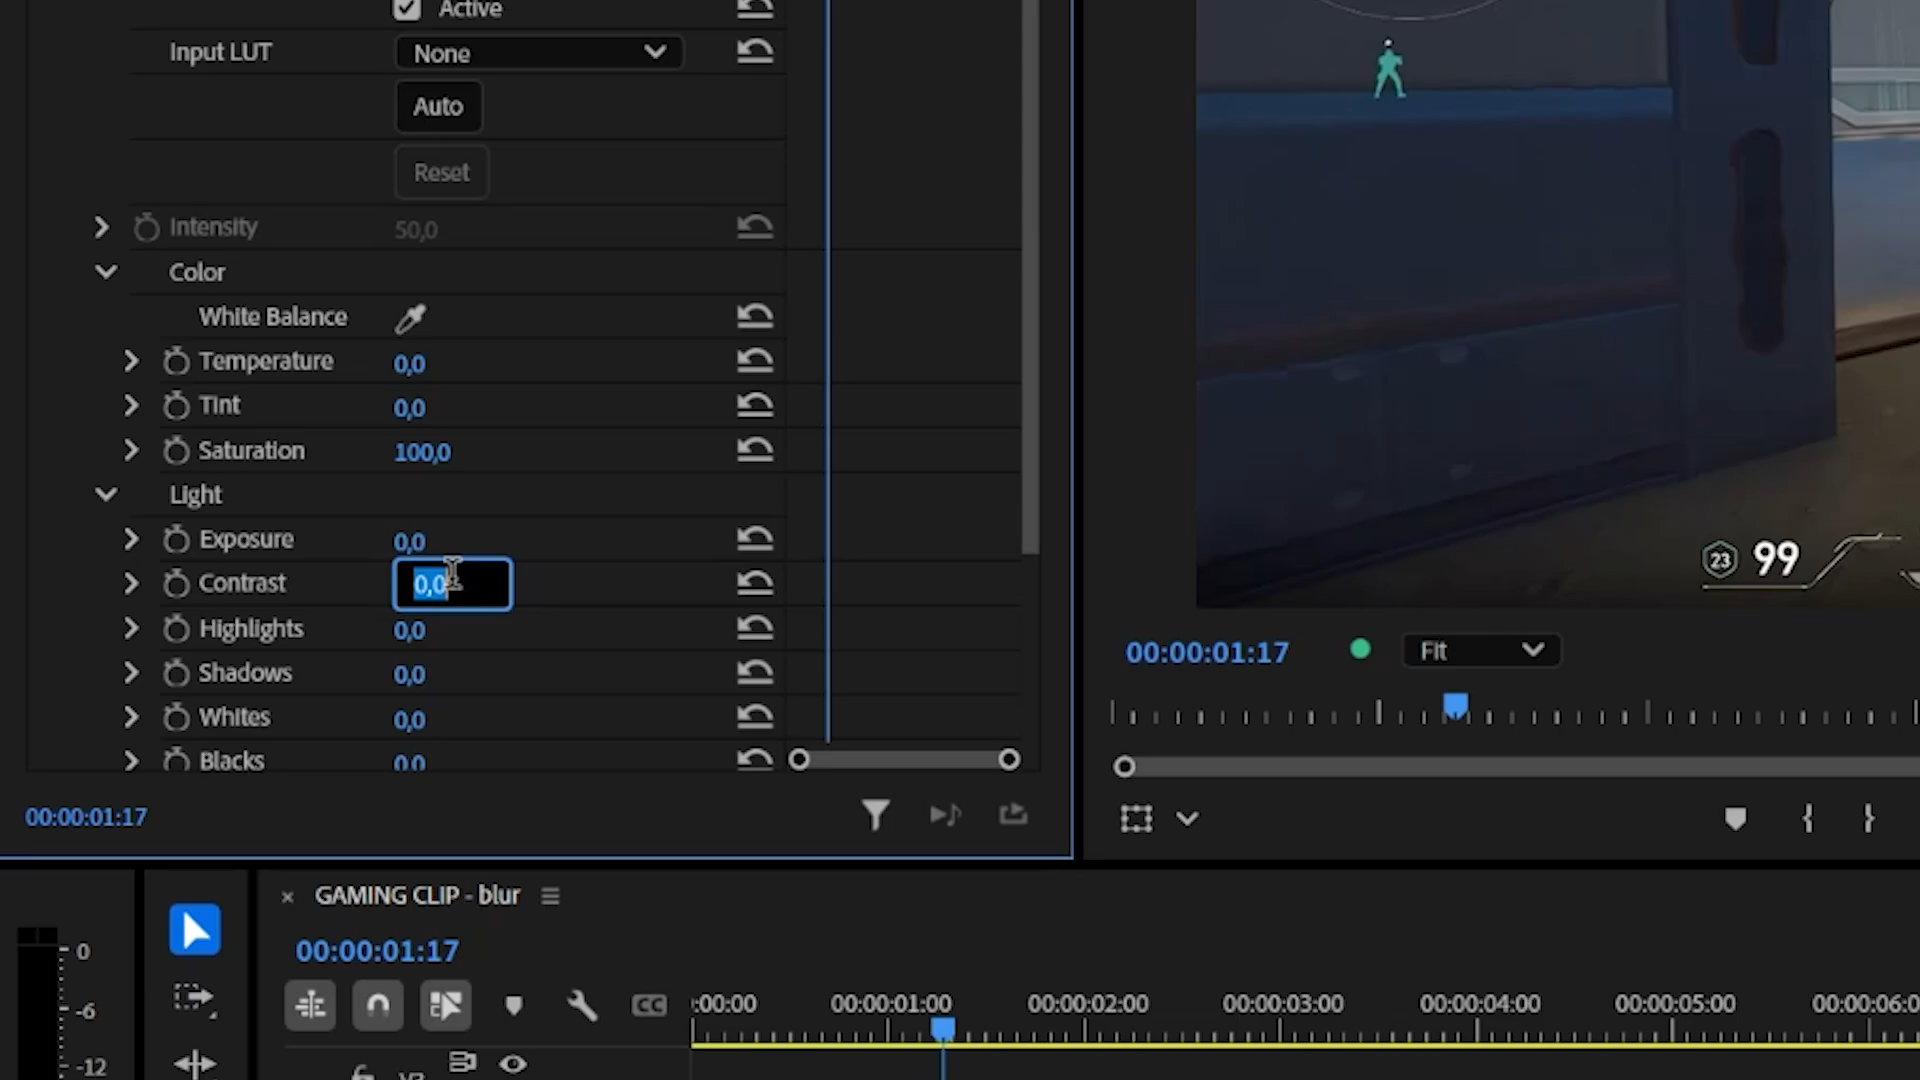 Active
Input LUT None
Auto
Reset
Intensity 50,0
Color
White Balance
Temperature 0,0
Tint 0,0
Saturation 100,0
Light
Exposure 0,0
Contrast 0,0
Highlights 0,0
Shadows 0,0
Whites 0,0
Blacks 0,0
00:00:01:17
23 99
00:00:01:17 Fit
× GAMING CLIP - blur
00:00:01:17
CC
:00:00 00:00:01:00 00:00:02:00 00:00:03:00 00:00:04:00 00:00:05:00 00:00:06:0
0
-6
-12